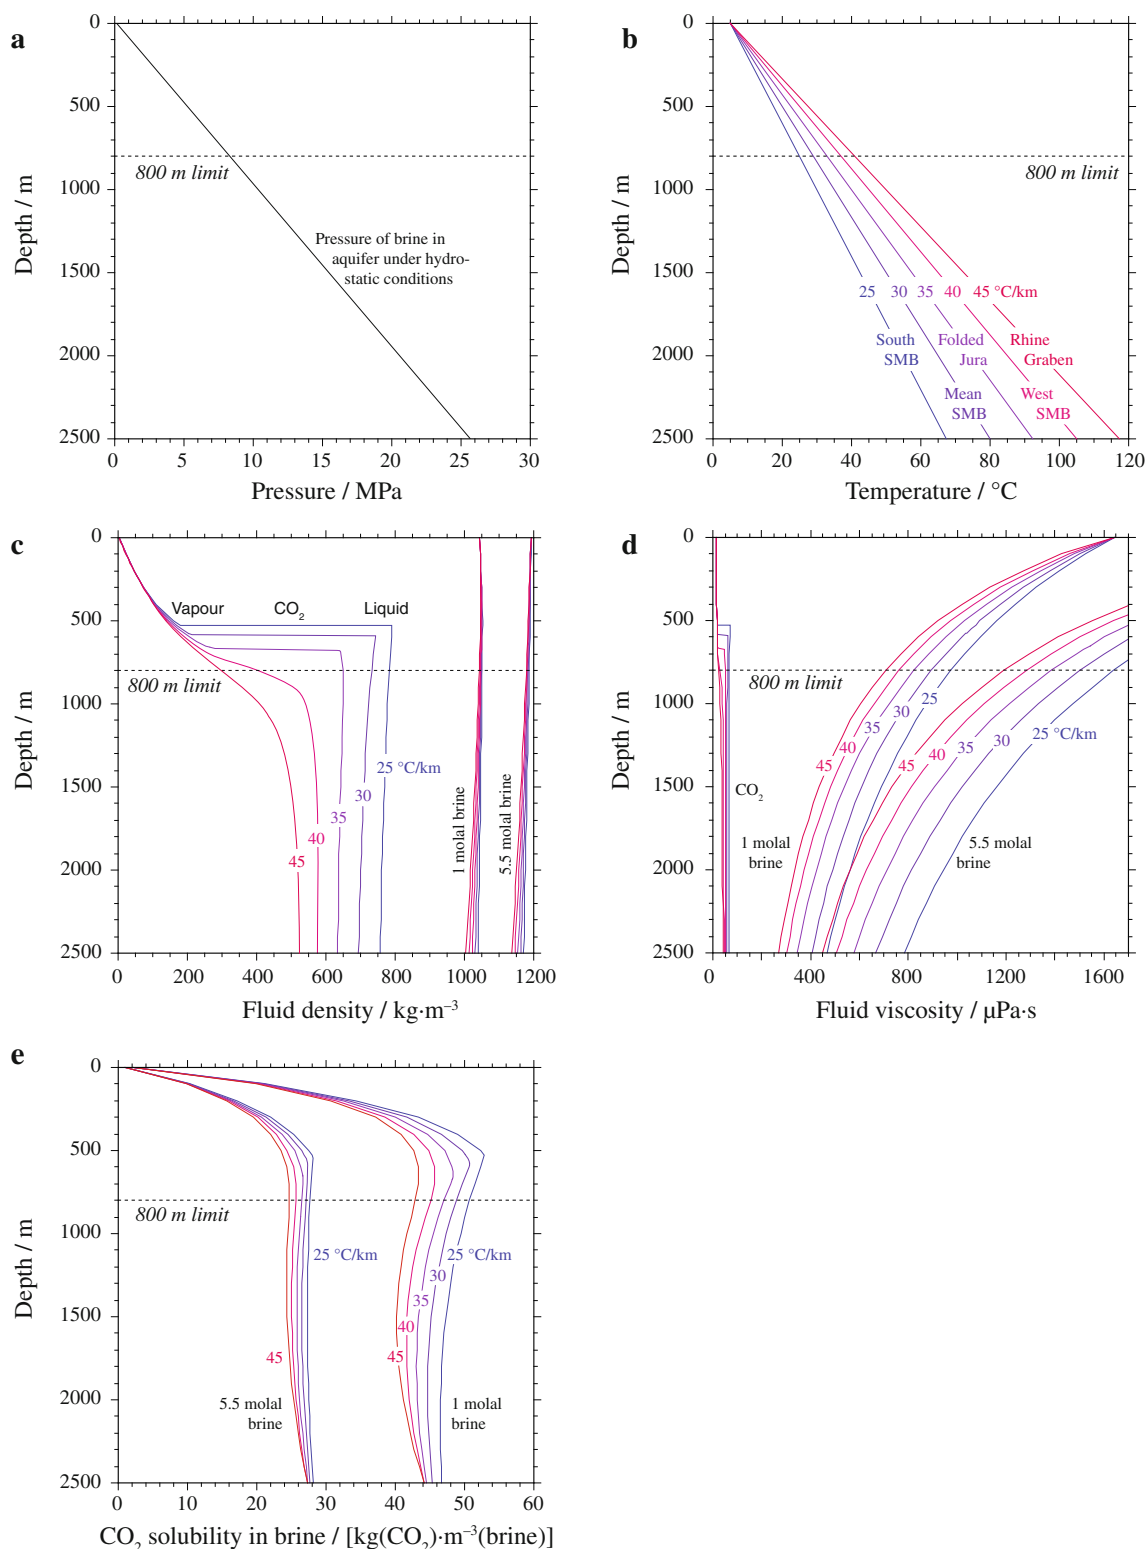 a
0
500
1000
1500
2000
2500
Depth / m
800 m limit
Pressure of brine in
aquifer under hydro-
static conditions
0 5 10 15 20 25 30
Pressure / MPa
b
0
500
1000
1500
2000
2500
Depth / m
800 m limit
25 30 35 40 45 °C/km
South
SMB
Folded
Jura
Rhine
Graben
Mean
SMB
West
SMB
0 20 40 60 80 100 120
Temperature / °C
c
0
500
1000
1500
2000
2500
Depth / m
Vapour CO2 Liquid
800 m limit
25 °C/km
30
35
40
45
1 molal brine
5.5 molal brine
0 200 400 600 800 1000 1200
Fluid density / kg·m–3
d
0
500
1000
1500
2000
2500
Depth / m
800 m limit
25
30
35
40
45
25 °C/km
30
35
40
45
CO2
1 molal
brine
5.5 molal
brine
0 400 800 1200 1600
Fluid viscosity / µPa·s
e
0
500
1000
1500
2000
2500
Depth / m
800 m limit
25 °C/km
45
5.5 molal
brine
25 °C/km
30
35
40
45
1 molal
brine
0 10 20 30 40 50 60
CO2 solubility in brine / [kg(CO2)·m–3(brine)]